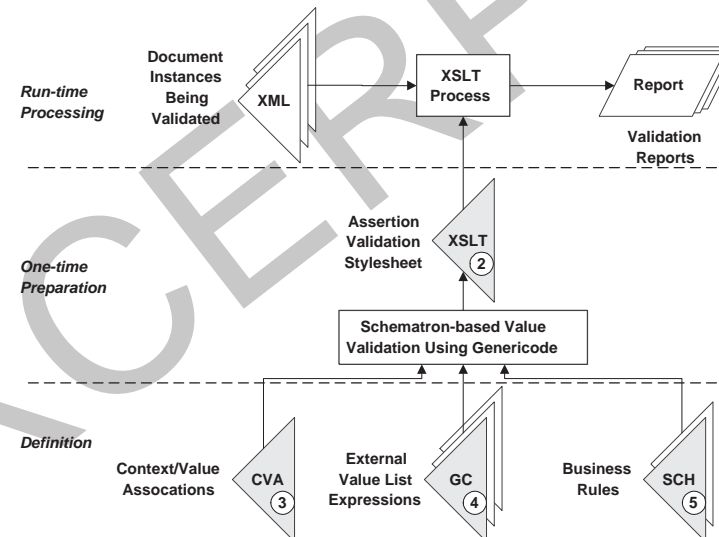 Document
Instances
Being
Validated
XML
XSLT
Process
Report
Validation
Reports
Run-time
Processing
Assertion
Validation
Stylesheet
XSLT
2
One-time
Preparation
Schematron-based Value
Validation Using Genericode
Definition
Context/Value
Assocations
CVA
3
External
Value List
Expressions
GC
4
Business
Rules
SCH
5